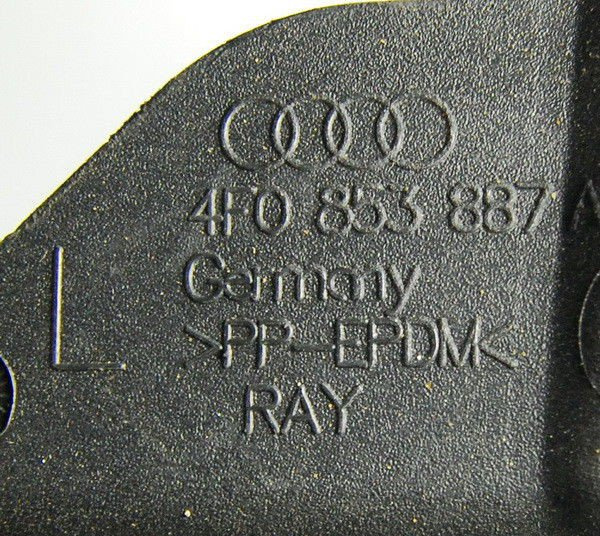 4F0 853 887 A
Germany
L
>PP-EPDM<
RAY